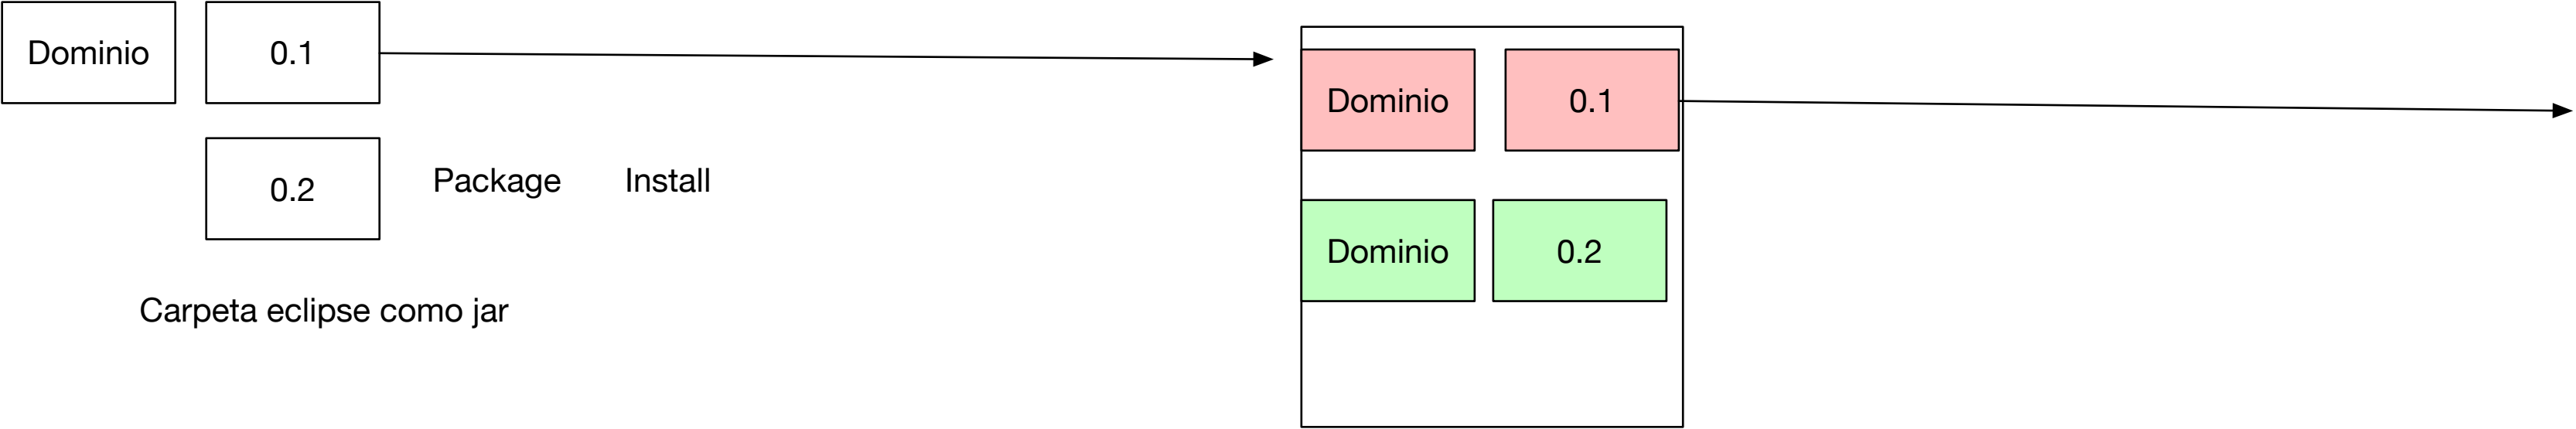 Dominio
0.1
0.2
Package
Install
Carpeta eclipse como jar
Dominio
0.1
Dominio
0.2